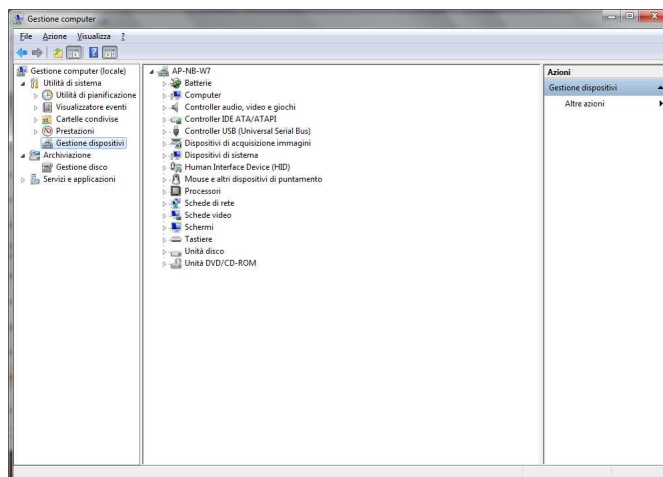 Gestione computer
File Azione Visualizza ?
Gestione computer (locale)
Utilità di sistema
Utilità di pianificazione
Visualizzatore eventi
Cartelle condivise
Prestazioni
Gestione dispositivi
Archiviazione
Gestione disco
Servizi e applicazioni
AP-NB-W7
Batterie
Computer
Controller audio, video e giochi
Controller IDE ATA/ATAPI
Controller USB (Universal Serial Bus)
Dispositivi di acquisizione immagini
Dispositivi di sistema
Human Interface Device (HID)
Mouse e altri dispositivi di puntamento
Processori
Schede di rete
Schede video
Schermi
Tastiere
Unità disco
Unità DVD/CD-ROM
Azioni
Gestione dispositivi
Altre azioni